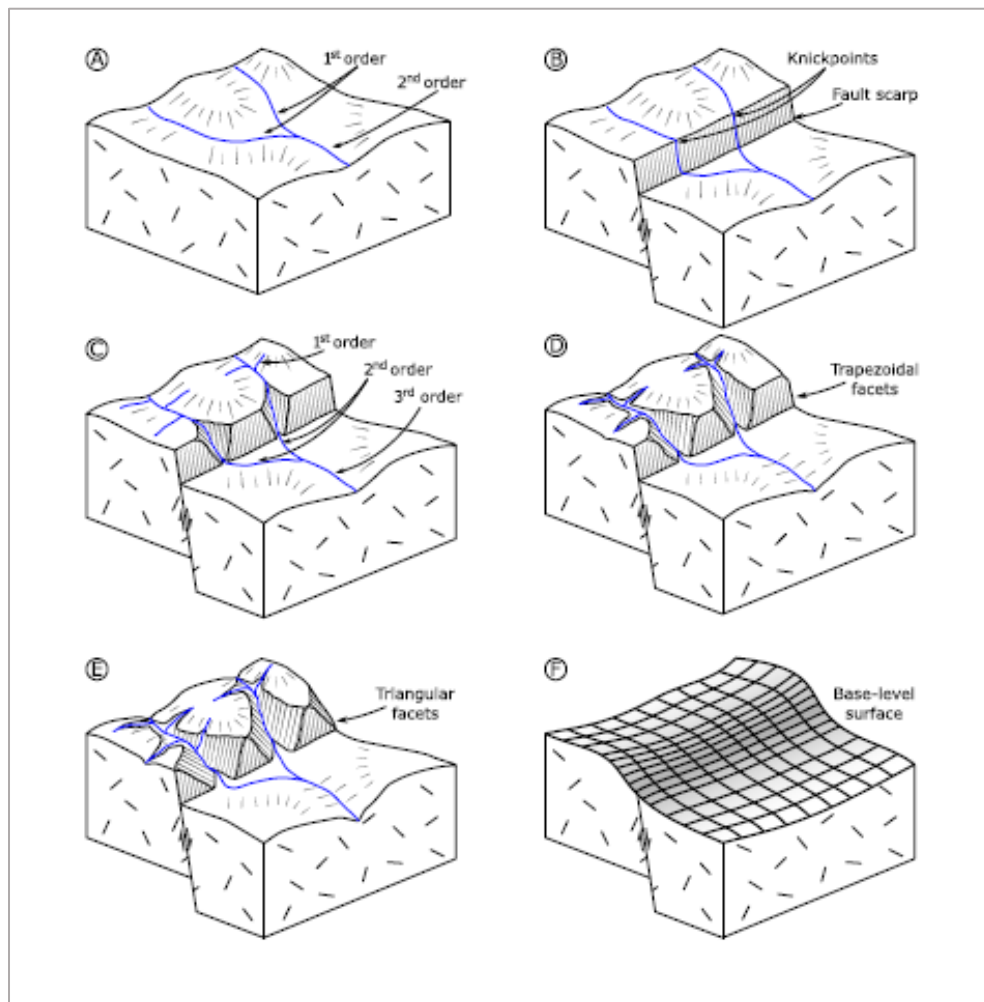 A
1st order
2nd order
B
Knickpoints
Fault scarp
C
1st order
2nd order
3rd order
D
Trapezoidal
facets
E
Triangular
facets
F
Base-level
surface